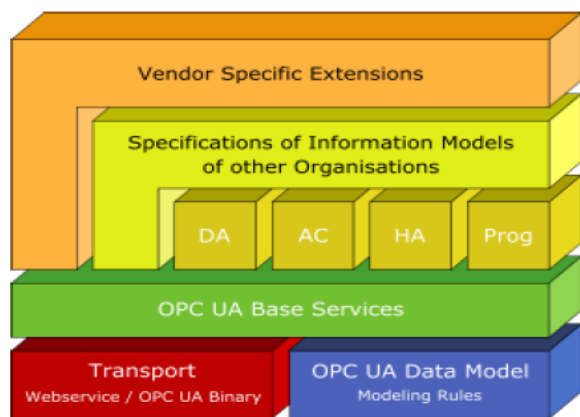 Vendor Specific Extensions
Specifications of Information Models
of other Organisations
DA AC HA Prog
OPC UA Base Services
Transport
Webservice / OPC UA Binary
OPC UA Data Model
Modeling Rules